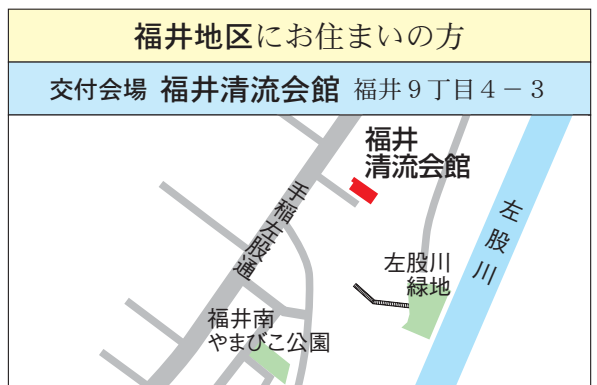 福井地区にお住まいの方
交付会場 福井清流会館 福井9丁目4－3
福井
清流会館
手稲左股通
左股川
左股川
緑地
福井南
やまびこ公園